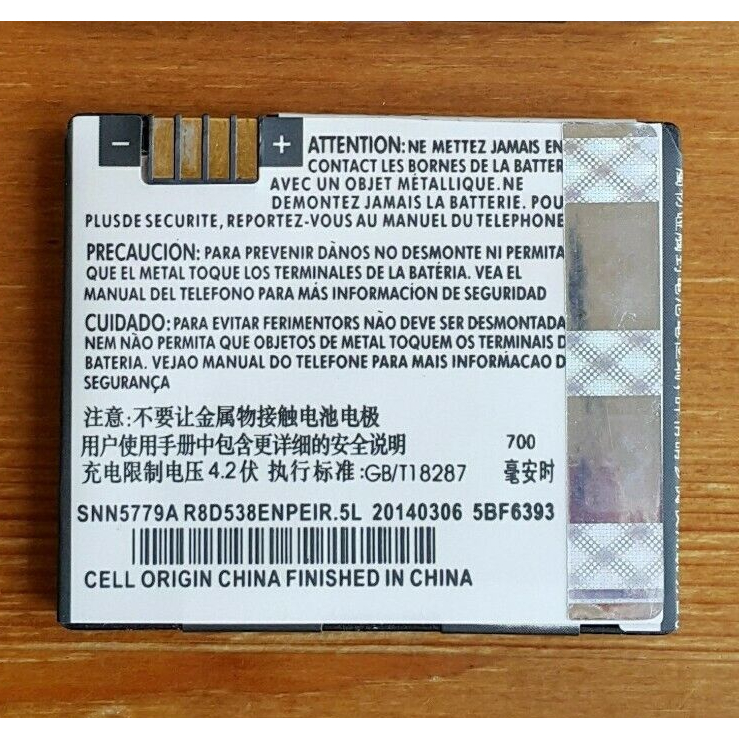 − + ATTENTION: NE METTEZ JAMAIS EN
CONTACT LES BORNES DE LA BATTER
AVEC UN OBJET MÉTALLIQUE.NE
DEMONTEZ JAMAIS LA BATTERIE. POU
PLUSDE SECURITE, REPORTEZ-VOUS AU MANUEL DU TELEPHONE
PRECAUCIÓN: PARA PREVENIR DÀNOS NO DESMONTE NI PERMITA
QUE EL METAL TOQUE LOS TERMINALES DE LA BATÉRIA. VEA EL
MANUAL DEL TELEFONO PARA MÁS INFORMACÍON DE SEGURIDAD
CUIDADO: PARA EVITAR FERIMENTORS NÃO DEVE SER DESMONTADA
NEM NÃO PERMITA QUE OBJETOS DE METAL TOQUEM OS TERMINAIS D
BATERIA. VEJAO MANUAL DO TELEFONE PARA MAIS INFORMACAO D
SEGURANÇA
注意:不要让金属物接触电池电极
用户使用手册中包含更详细的安全说明 700
充电限制电压4.2伏 执行标准:GB/T18287 毫安时
SNN5779A R8D538ENPEIR.5L 20140306 5BF6393
CELL ORIGIN CHINA FINISHED IN CHINA